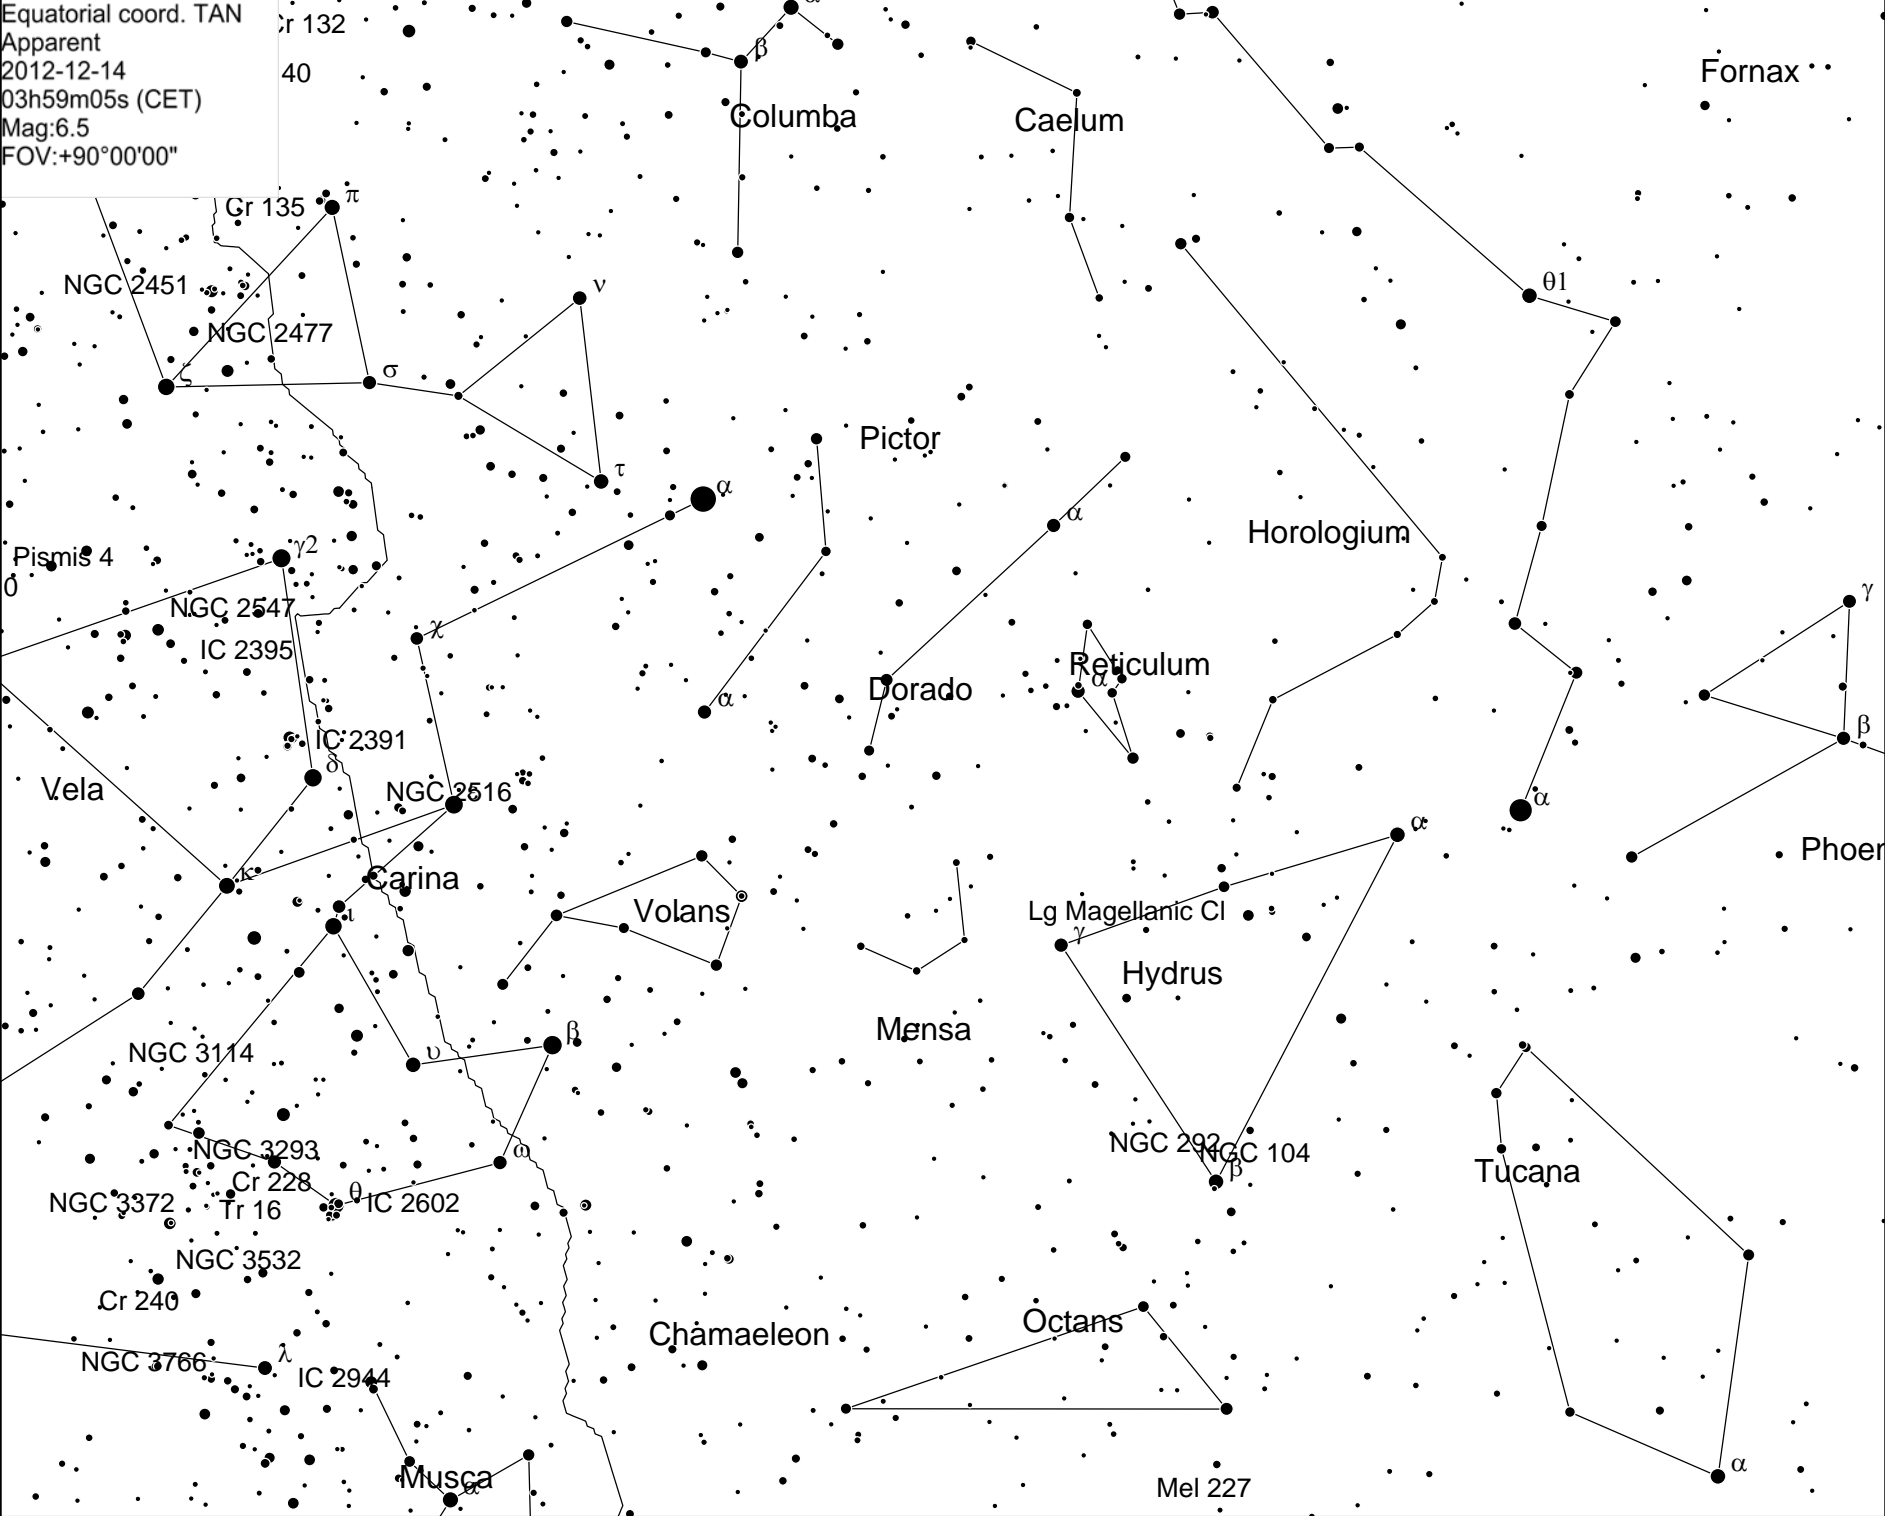 Equatorial coord. TAN
Apparent
2012-12-14
03h59m05s (CET)
Mag:6.5
FOV:+90°00'00"
Cr 132
40
α
β
Columba
Caelum
Fornax
Cr 135
π
NGC 2451
ν
θ1
NGC 2477
ζ
σ
Pictor
τ
α
α
Horologium
γ2
Pismis 4
0
NGC 2547
γ
χ
IC 2395
Reticulum
α
Dorado
α
β
IC 2391
δ
Vela
NGC 2516
ε
α
α
Phoer
κ
Carina
Volans
Lg Magellanic Cl
ι
γ
Hydrus
Mensa
β
NGC 3114
υ
NGC 292
NGC 104
β
NGC 3293
ω
Tucana
Cr 228
θ
NGC 3372
Tr 16
IC 2602
NGC 3532
Cr 240
Chamaeleon
Octans
λ
NGC 3766
IC 2944
Musca
α
Mel 227
α